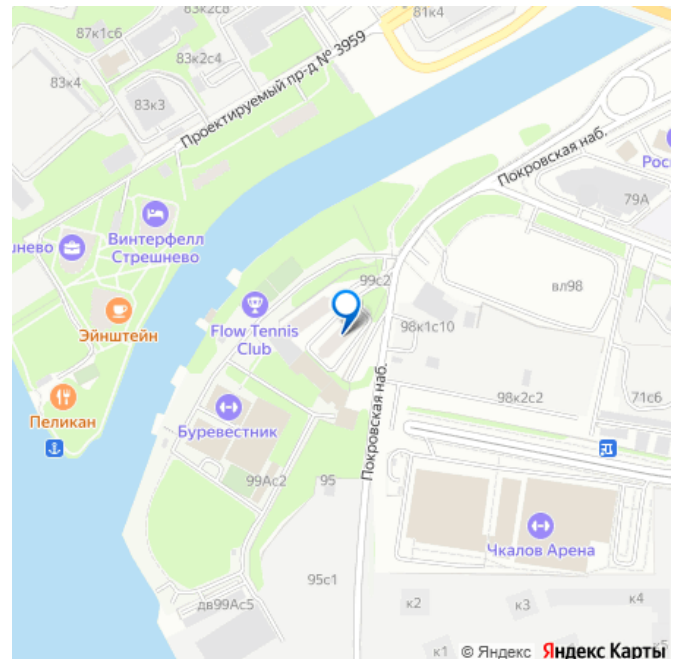 83к2с8
81к4
87к1с6
Проектируемый пр-д № 3959
83к2с4
83к4
83к3
Покровская наб.
Рос
79А
Винтерфелл
Стрешнево
шнево
99с2
вл98
Эйнштейн
Flow Tennis
Club
98к1с10
Пеликан
Буревестник
Покровская наб.
98к2с2
71с6
99Ас2
95
Чкалов Арена
95с1
дв99Ас5
к2
к3
к4
к1
© Яндекс Яндекс Карты